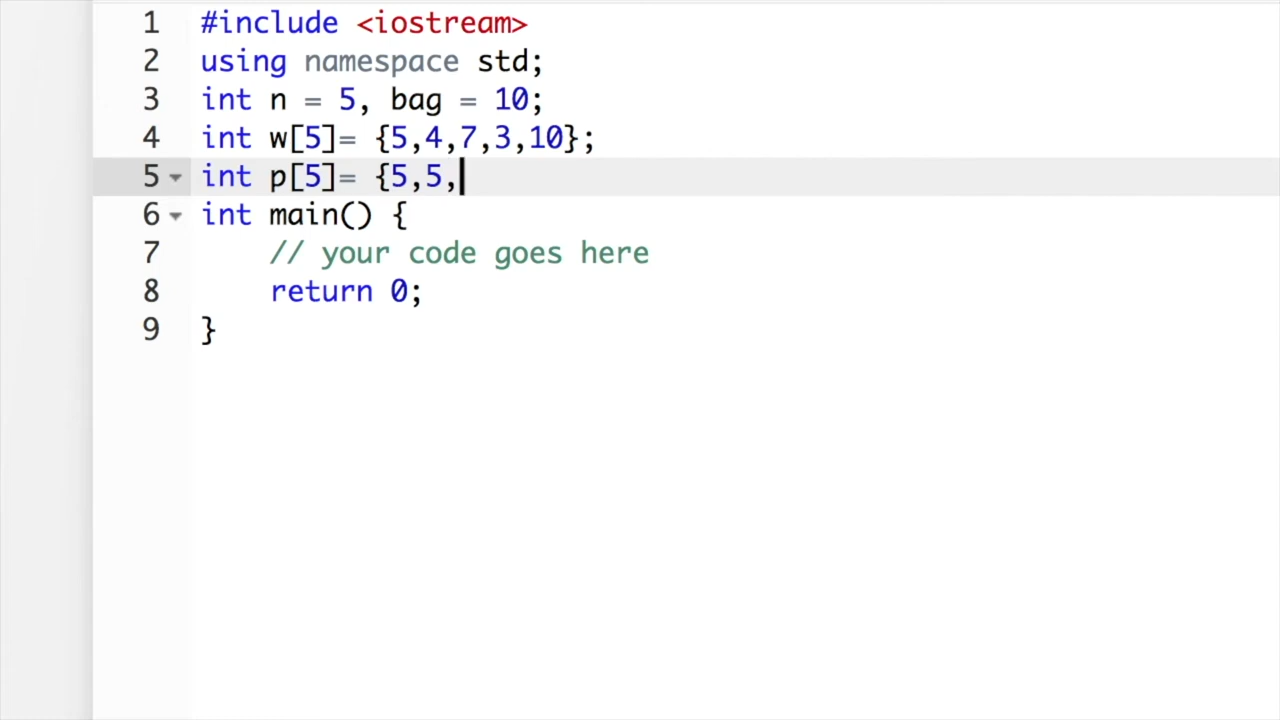 1 #include <iostream>
2 using namespace std;
3 int n = 5, bag = 10;
4 int w[5]= {5,4,7,3,10};
5 int p[5]= {5,5,
6 int main() {
7 // your code goes here
8 return 0;
9 }